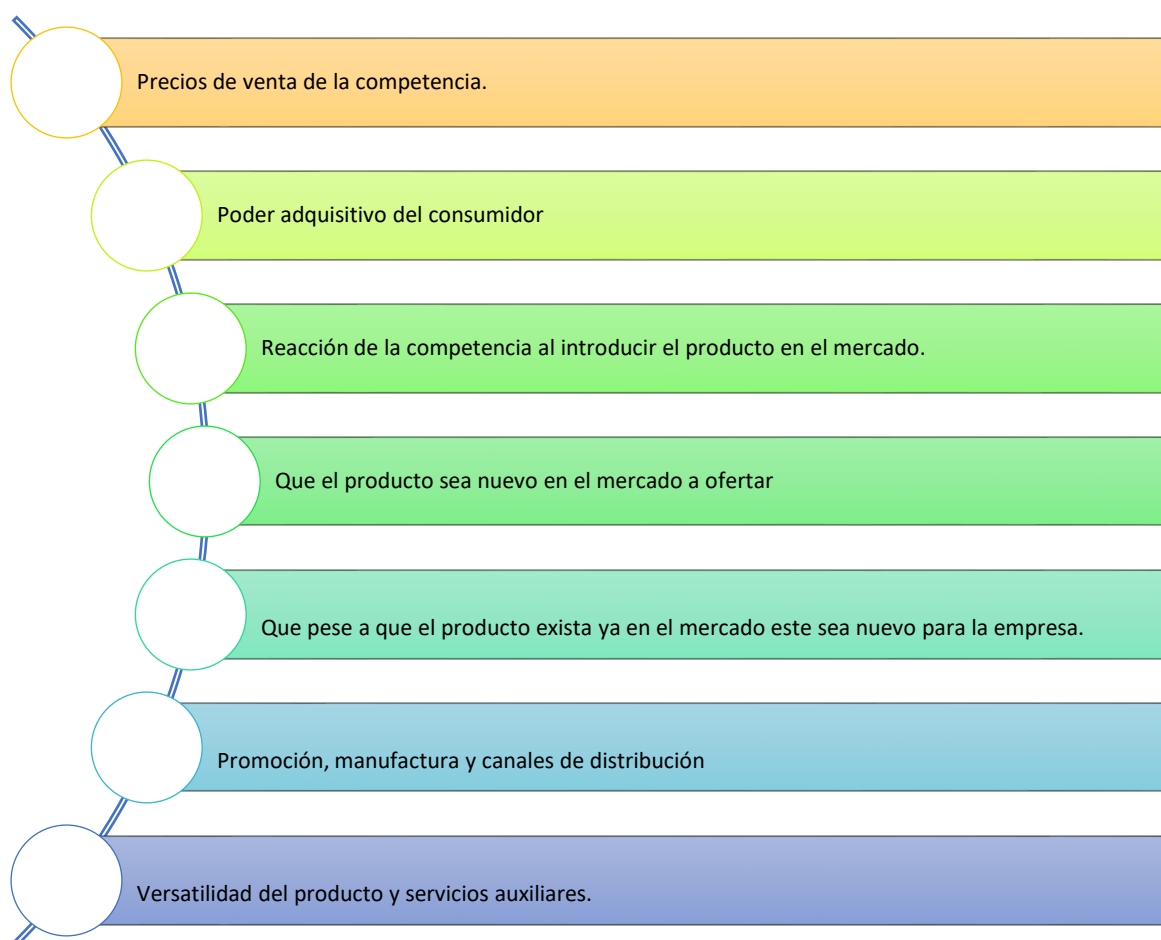 Precios de venta de la competencia.
Poder adquisitivo del consumidor
Reacción de la competencia al introducir el producto en el mercado.
Que el producto sea nuevo en el mercado a ofertar
Que pese a que el producto exista ya en el mercado este sea nuevo para la empresa.
Promoción, manufactura y canales de distribución
Versatilidad del producto y servicios auxiliares.